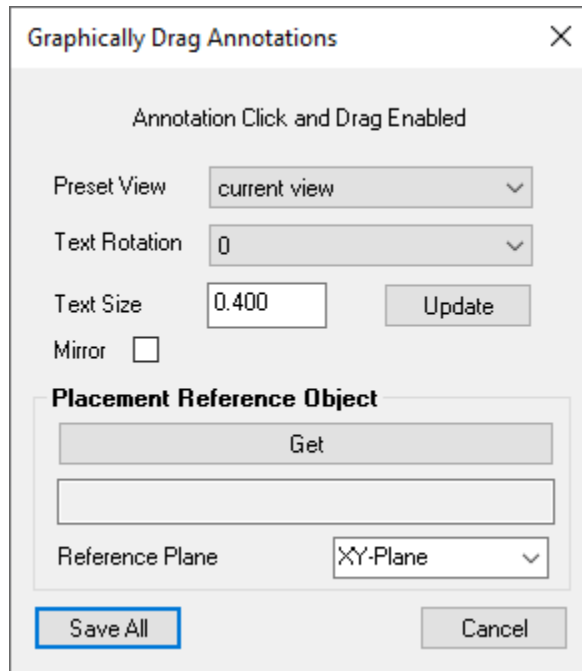 Graphically Drag Annotations
Annotation Click and Drag Enabled
Preset View current view
Text Rotation 0
Text Size 0.400 Update
Mirror
Placement Reference Object
Get
Reference Plane XY-Plane
Save All Cancel